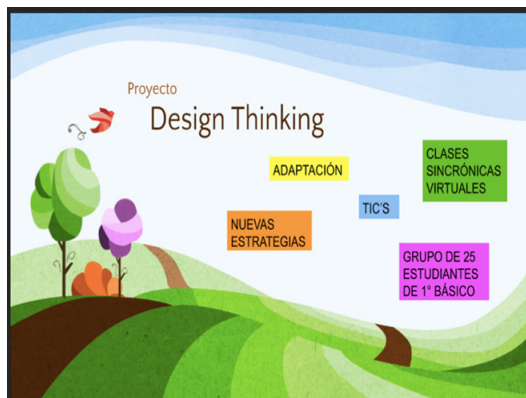 Proyecto
Design Thinking
ADAPTACIÓN
CLASES
SINCRÓNICAS
VIRTUALES
TIC'S
NUEVAS
ESTRATEGIAS
GRUPO DE 25
ESTUDIANTES
DE 1° BÁSICO